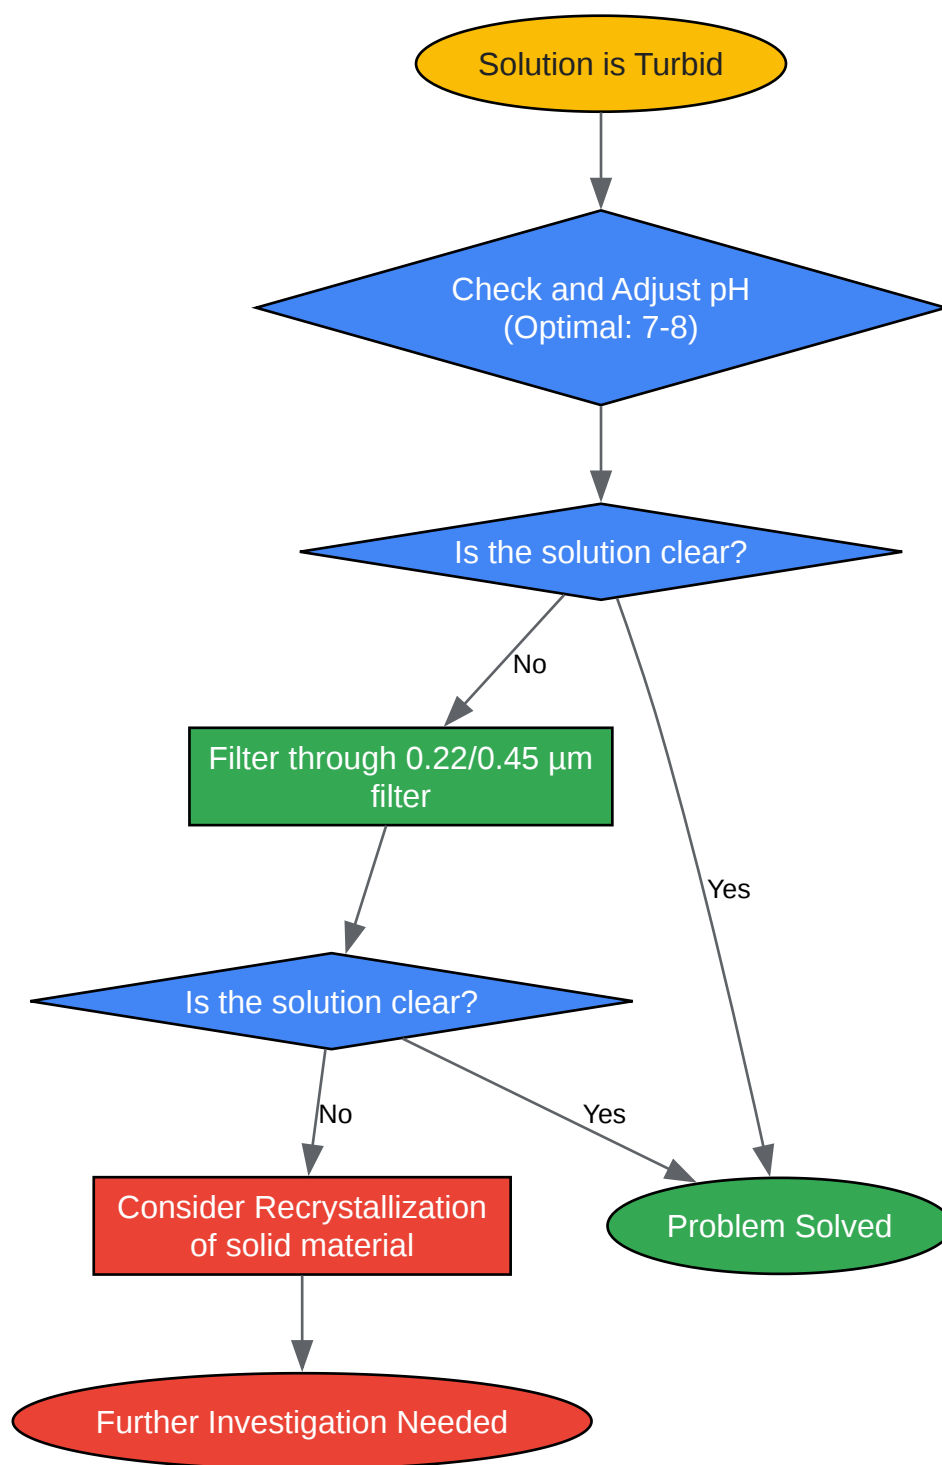 Solution is Turbid
Check and Adjust pH
(Optimal: 7-8)
Is the solution clear?
No
Filter through 0.22/0.45 µm
filter
Yes
Is the solution clear?
No
Yes
Consider Recrystallization
of solid material
Problem Solved
Further Investigation Needed